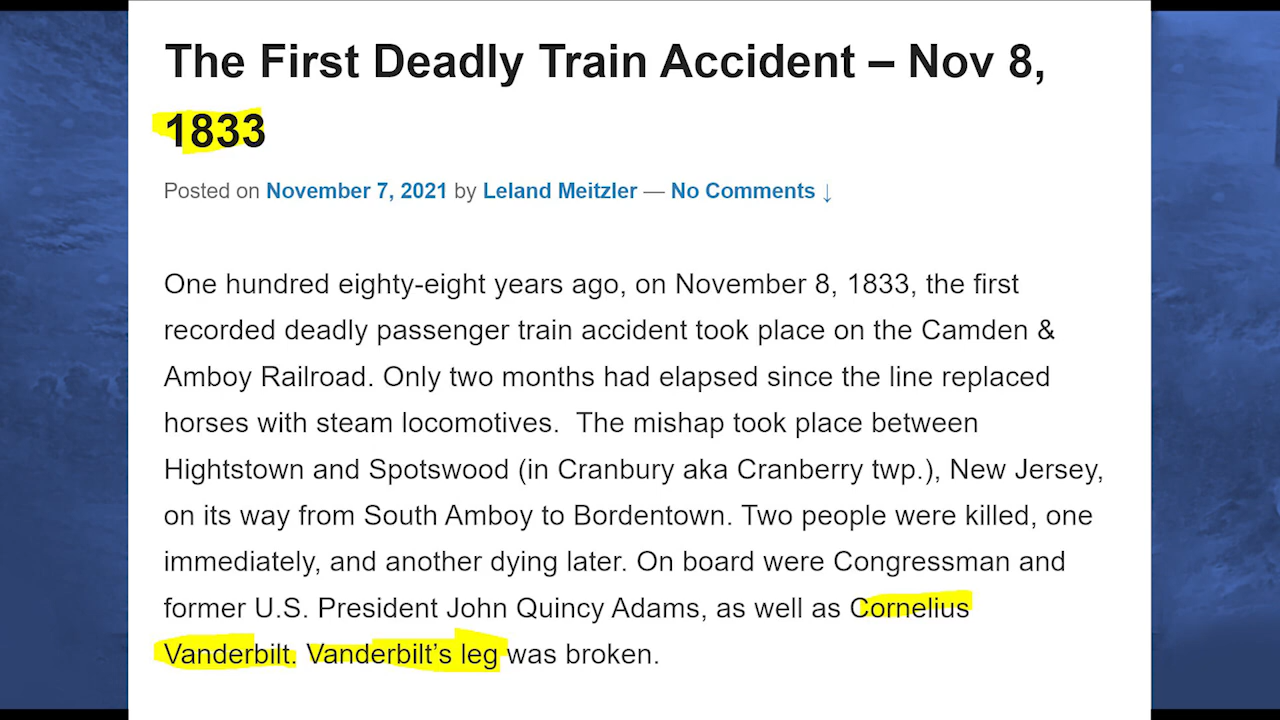 The First Deadly Train Accident – Nov 8,
1833
Posted on November 7, 2021 by Leland Meitzler — No Comments ↓
One hundred eighty-eight years ago, on November 8, 1833, the first
recorded deadly passenger train accident took place on the Camden &
Amboy Railroad. Only two months had elapsed since the line replaced
horses with steam locomotives.  The mishap took place between
Hightstown and Spotswood (in Cranbury aka Cranberry twp.), New Jersey,
on its way from South Amboy to Bordentown. Two people were killed, one
immediately, and another dying later. On board were Congressman and
former U.S. President John Quincy Adams, as well as Cornelius
Vanderbilt. Vanderbilt’s leg was broken.